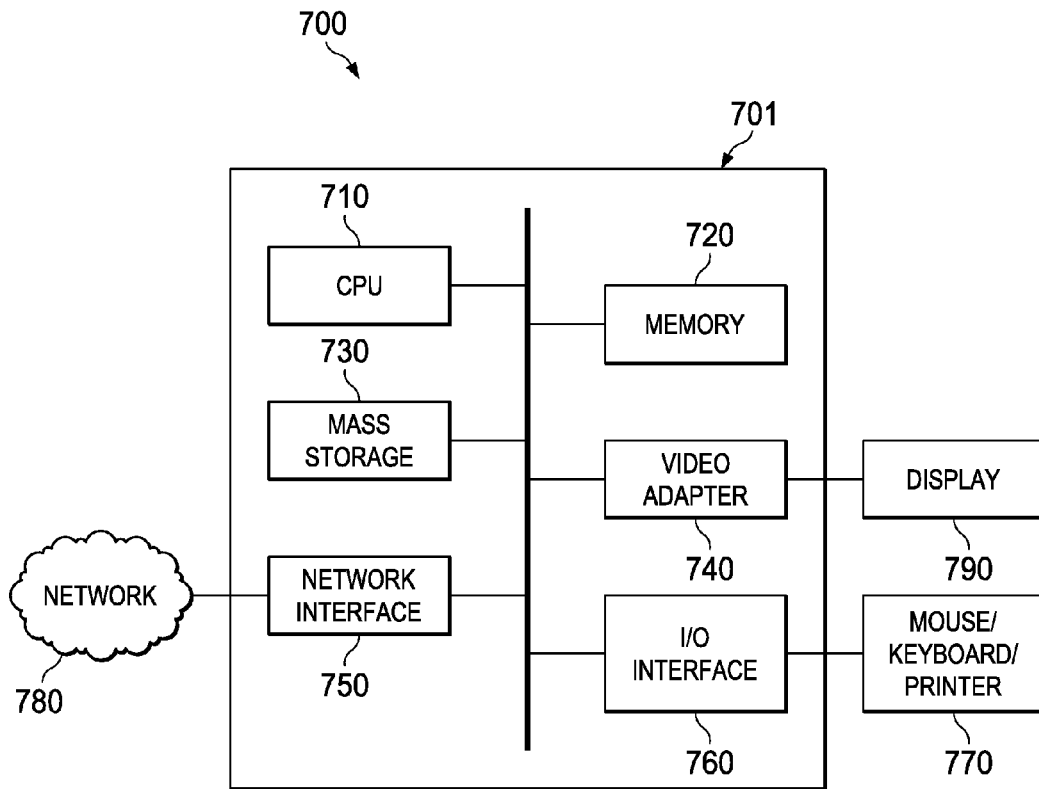 700
701
710
CPU
720
MEMORY
730
MASS
STORAGE
VIDEO
ADAPTER
740
DISPLAY
790
NETWORK
780
NETWORK
INTERFACE
750
I/O
INTERFACE
760
MOUSE/
KEYBOARD/
PRINTER
770